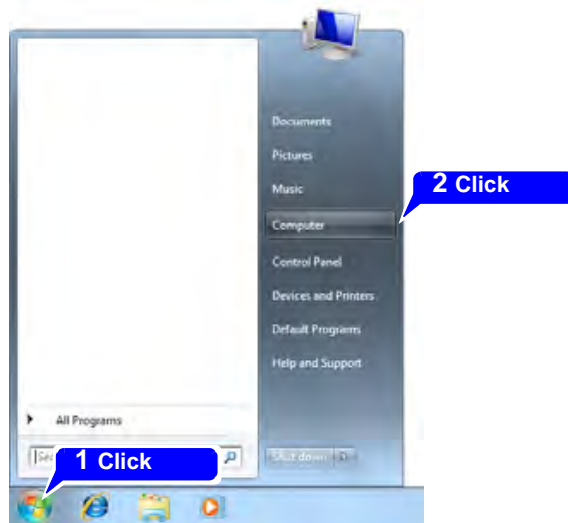 Documents
Pictures
Music
2 Click
Computer
Control Panel
Devices and Printers
Default Programs
Help and Support
All Programs
1 Click
Shut down